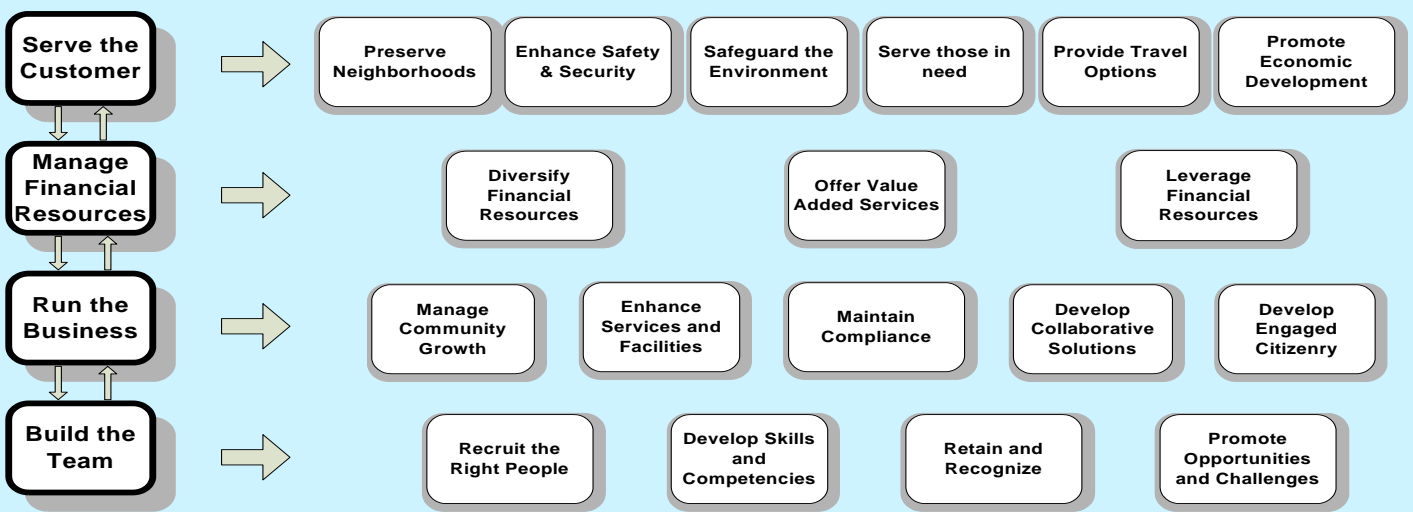 Serve the
Customer
Preserve
Neighborhoods
Enhance Safety
& Security
Safeguard the
Environment
Serve those in
need
Provide Travel
Options
Promote
Economic
Development
Manage
Financial
Resources
Diversify
Financial
Resources
Offer Value
Added Services
Leverage
Financial
Resources
Run the
Business
Manage
Community
Growth
Enhance
Services and
Facilities
Maintain
Compliance
Develop
Collaborative
Solutions
Develop
Engaged
Citizenry
Build the
Team
Recruit the
Right People
Develop Skills
and
Competencies
Retain and
Recognize
Promote
Opportunities
and Challenges